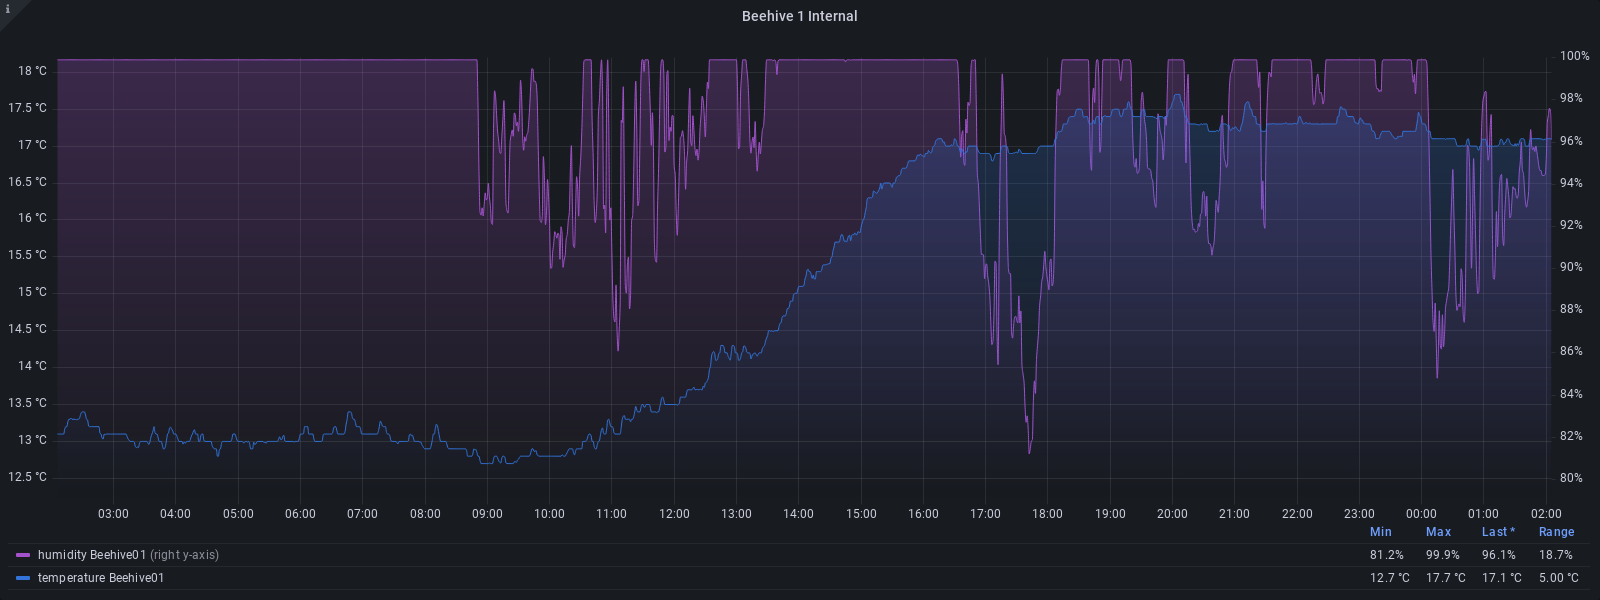 i
Beehive 1 Internal
18 °C
17.5 °C
17 °C
16.5 °C
16 °C
15.5 °C
15 °C
14.5 °C
14 °C
13.5 °C
13 °C
12.5 °C
100%
98%
96%
94%
92%
90%
88%
86%
84%
82%
80%
03:00 04:00 05:00 06:00 07:00 08:00 09:00 10:00 11:00 12:00 13:00 14:00 15:00 16:00 17:00 18:00 19:00 20:00 21:00 22:00 23:00 00:00 01:00 02:00
Min Max Last * Range
humidity Beehive01 (right y-axis) 81.2% 99.9% 96.1% 18.7%
temperature Beehive01 12.7 °C 17.7 °C 17.1 °C 5.00 °C